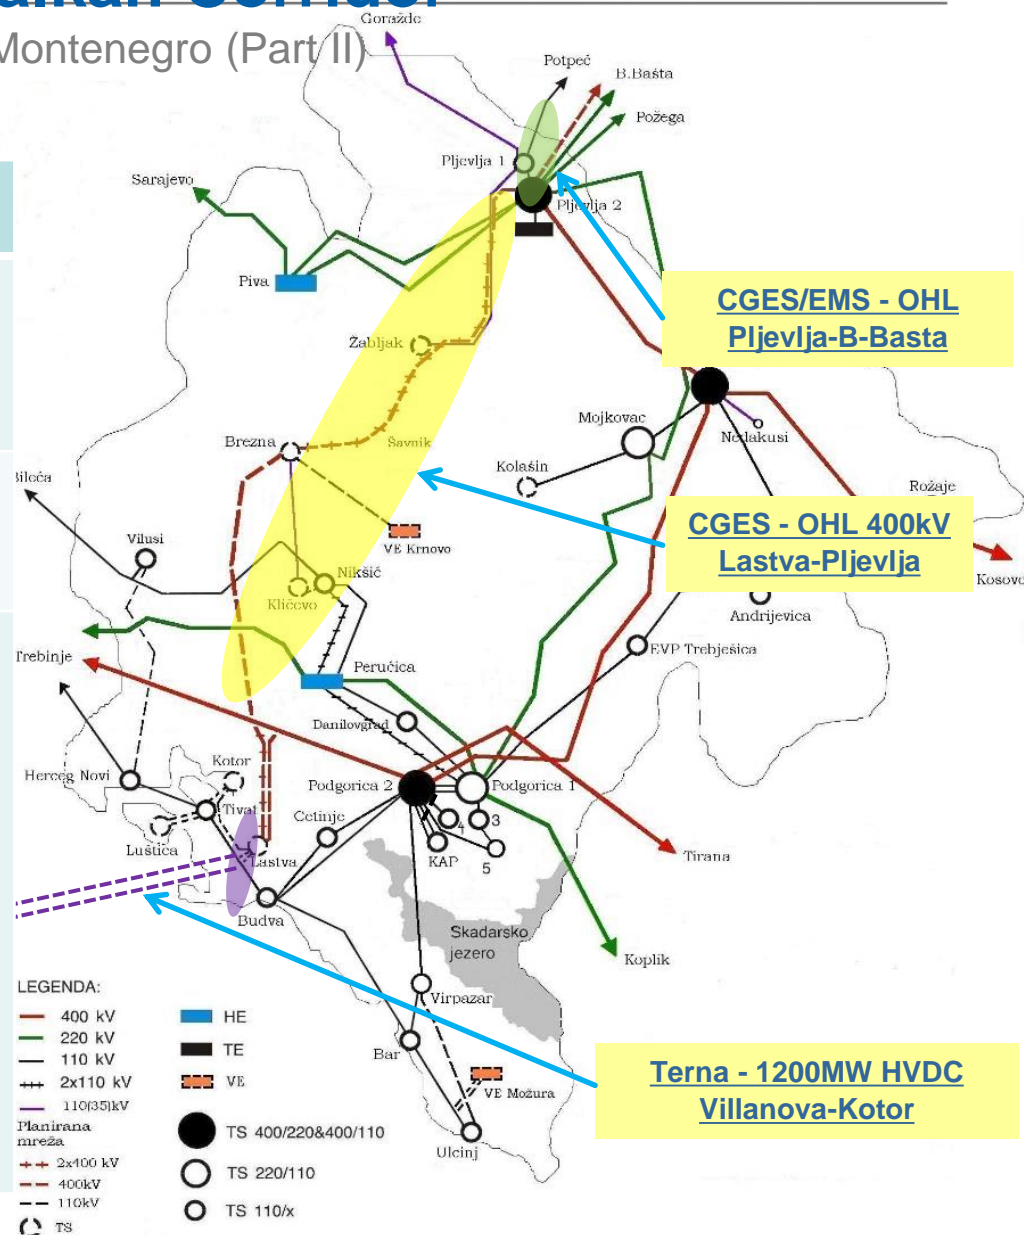 Montenegro (Part II)
Goražde
Potpeć
B.Bašta
Požega
Pljevlja 1
Sarajevo
Pljevlja 2
Piva
CGES/EMS - OHL
Pljevlja-B-Basta
Žabljak
Mojkovac
Nedakusi
Brezna
Šavnik
Kolašin
Rožaje
VE Krnovo
CGES - OHL 400kV
Lastva-Pljevlja
Vilusi
Nikšić
Kličevo
Kosovo
Andrijevica
EVP Trebješica
Trebinje
Peručica
Danilovgrad
Herceg Novi
Kotor
Podgorica 2
Podgorica 1
Tivat
Cetinje
4
3
Luštica
Lastva
KAP
5
Tirana
Budva
Skadarsko
jezero
Koplik
Virpazar
Bar
VE Možura
Ulcinj
Terna - 1200MW HVDC
Villanova-Kotor
LEGENDA:
400 kV
220 kV
110 kV
2x110 kV
110(35)kV
Planirana
mreža
2x400 kV
400kV
110kV
TS
HE
TE
VE
TS 400/220&400/110
TS 220/110
TS 110/x